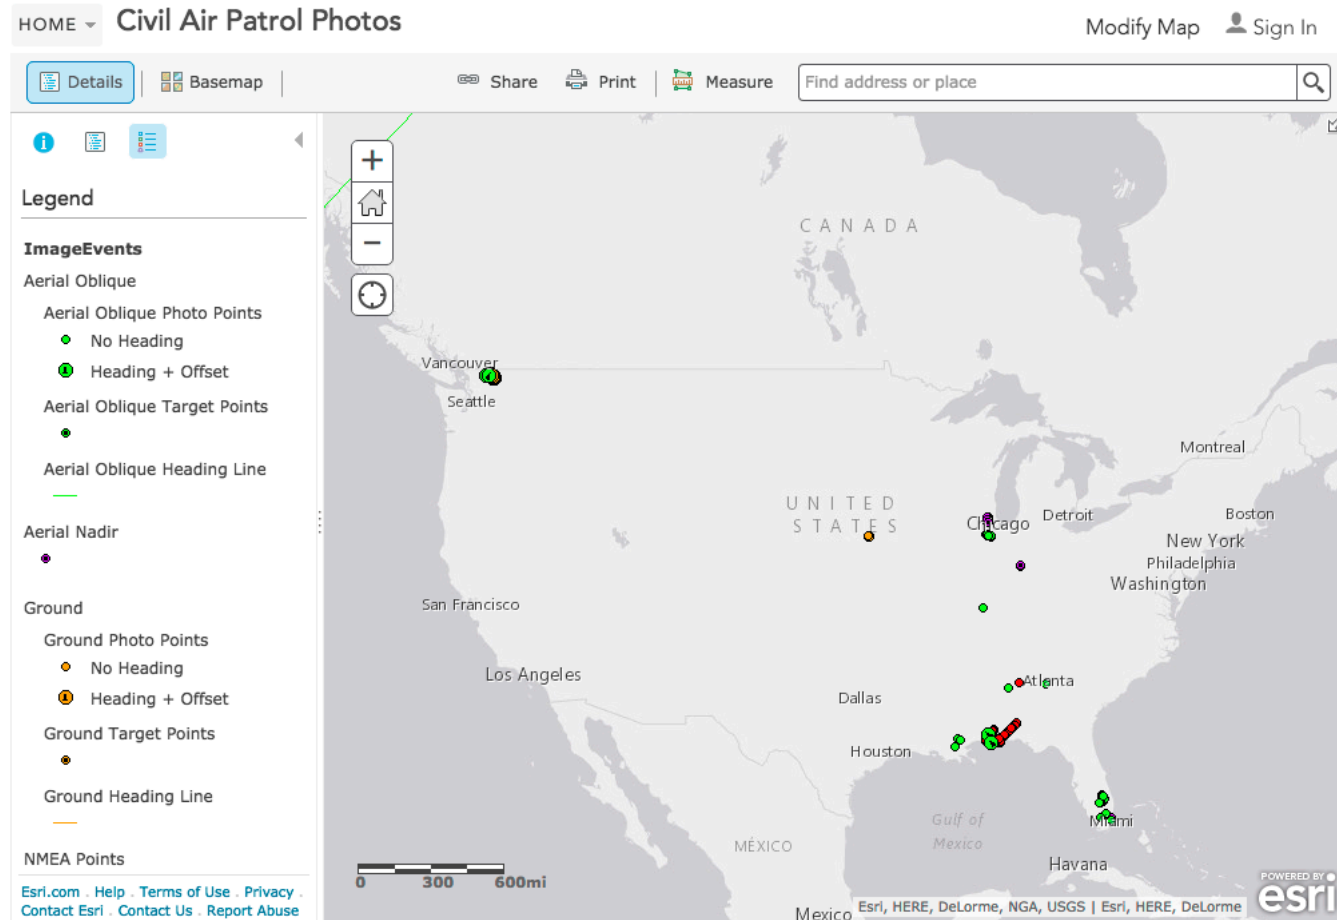 HOME
Civil Air Patrol Photos
Modify Map
Sign In
Details
Basemap
Share
Print
Measure
Find address or place
Legend
ImageEvents
Aerial Oblique
Aerial Oblique Photo Points
No Heading
Heading + Offset
Aerial Oblique Target Points
Aerial Oblique Heading Line
Aerial Nadir
Ground
Ground Photo Points
No Heading
Heading + Offset
Ground Target Points
Ground Heading Line
NMEA Points
Esri.com . Help . Terms of Use . Privacy .
Contact Esri . Contact Us . Report Abuse
CANADA
Vancouver
Seattle
Montreal
UNITED
STATES
Chicago
Detroit
Boston
New York
Philadelphia
Washington
San Francisco
Los Angeles
Atlanta
Dallas
Houston
Gulf of
Mexico
Miami
MÉXICO
Havana
Mexico
0 300 600mi
Esri, HERE, DeLorme, NGA, USGS | Esri, HERE, DeLorme
POWERED BY
esri